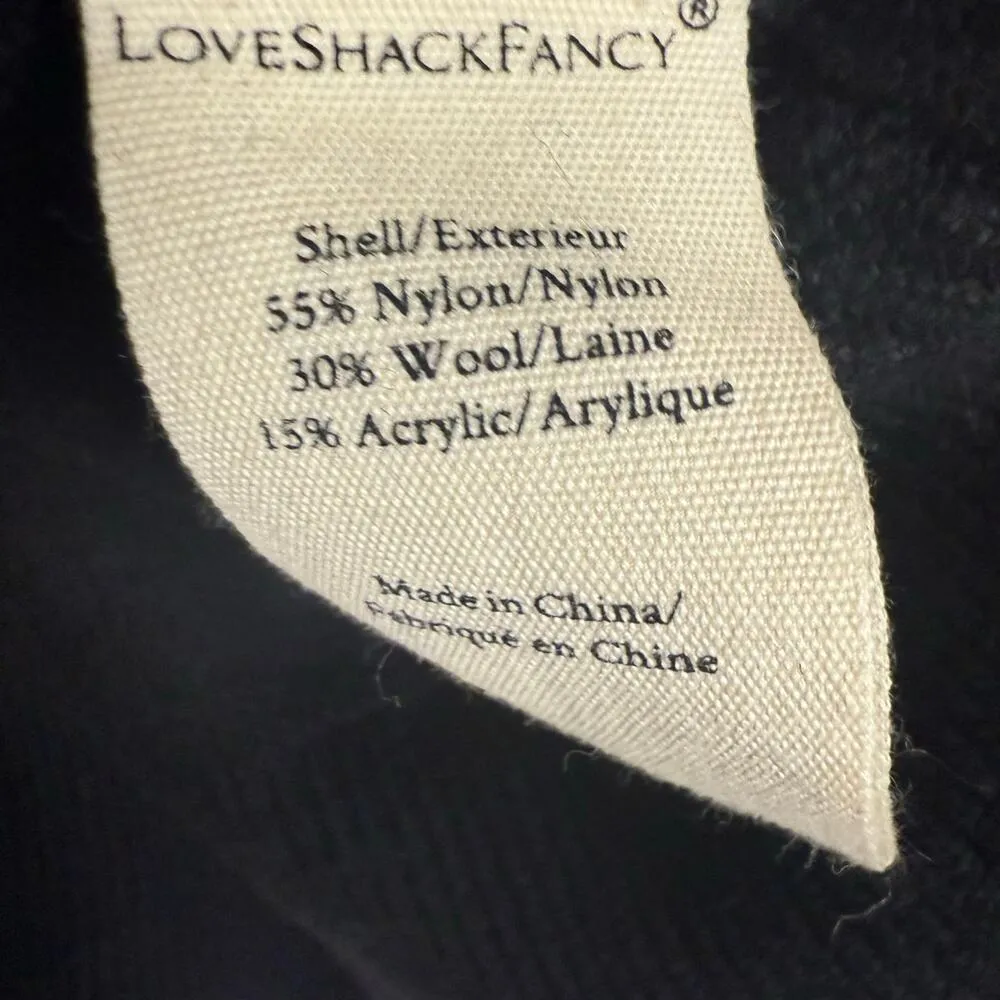 LOVESHACKFANCY®
Shell/Exterieur
55% Nylon/Nylon
30% Wool/Laine
15% Acrylic/Arylique
Made in China/
Fabriqué en Chine